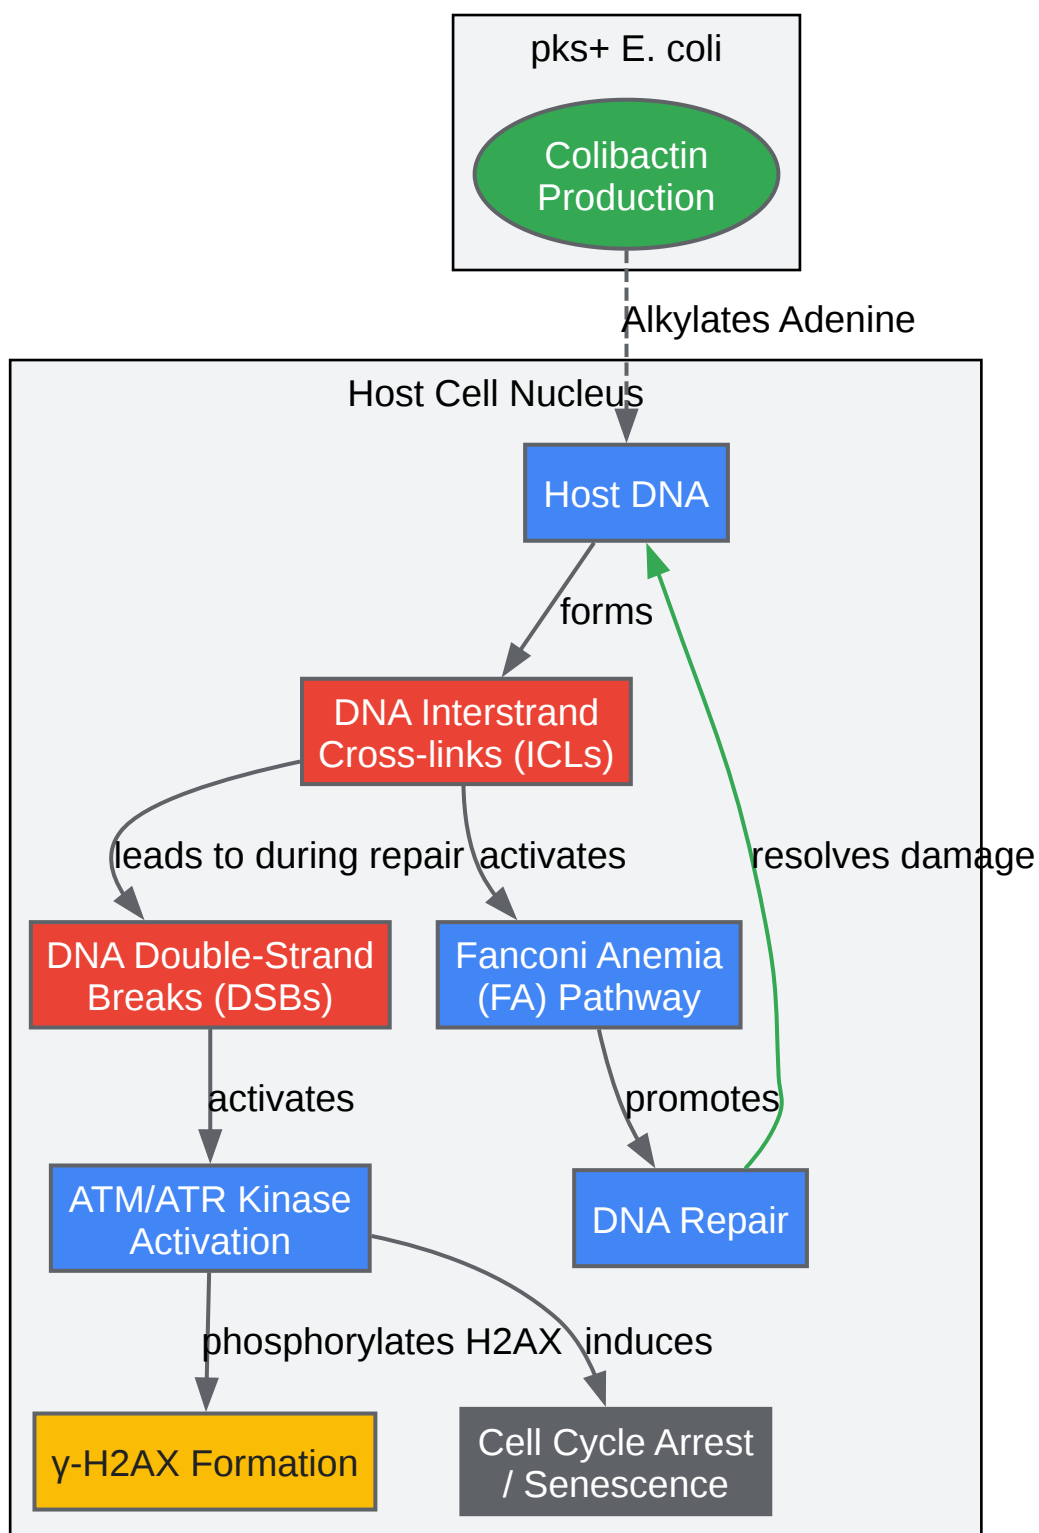 pks+ E. coli
Colibactin
Production
Alkylates Adenine
Host Cell Nucleus
Host DNA
forms
DNA Interstrand
Cross-links (ICLs)
leads to during repair
activates
resolves damage
DNA Double-Strand
Breaks (DSBs)
Fanconi Anemia
(FA) Pathway
activates
promotes
ATM/ATR Kinase
Activation
DNA Repair
phosphorylates H2AX
induces
γ-H2AX Formation
Cell Cycle Arrest
/ Senescence